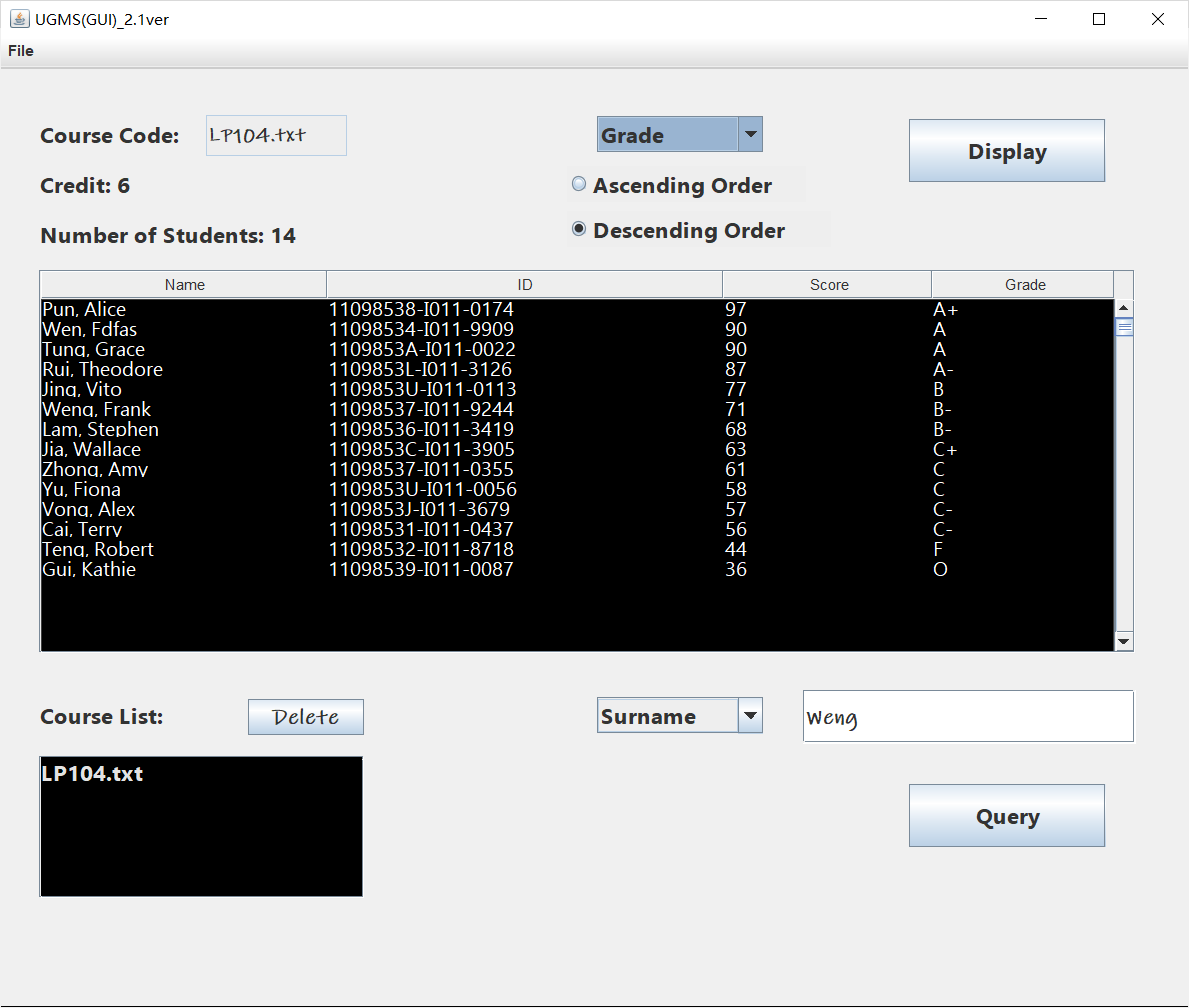 UGMS(GUI)_2.1ver
File
Course Code: LP104.txt Grade Display
Credit: 6 Ascending Order
Number of Students: 14 Descending Order
Name ID Score Grade
Pun, Alice 11098538-I011-0174 97 A+
Wen, Fdfas 11098534-I011-9909 90 A
Tung, Grace 1109853A-I011-0022 90 A
Rui, Theodore 1109853L-I011-3126 87 A-
Jing, Vito 1109853U-I011-0113 77 B
Weng, Frank 11098537-I011-9244 71 B-
Lam, Stephen 11098536-I011-3419 68 B-
Jia, Wallace 1109853C-I011-3905 63 C+
Zhong, Amy 11098537-I011-0355 61 C
Yu, Fiona 1109853U-I011-0056 58 C
Vong, Alex 1109853J-I011-3679 57 C-
Cai, Terry 11098531-I011-0437 56 C-
Teng, Robert 11098532-I011-8718 44 F
Gui, Kathie 11098539-I011-0087 36 O
Course List: Delete Surname Weng
LP104.txt
Query